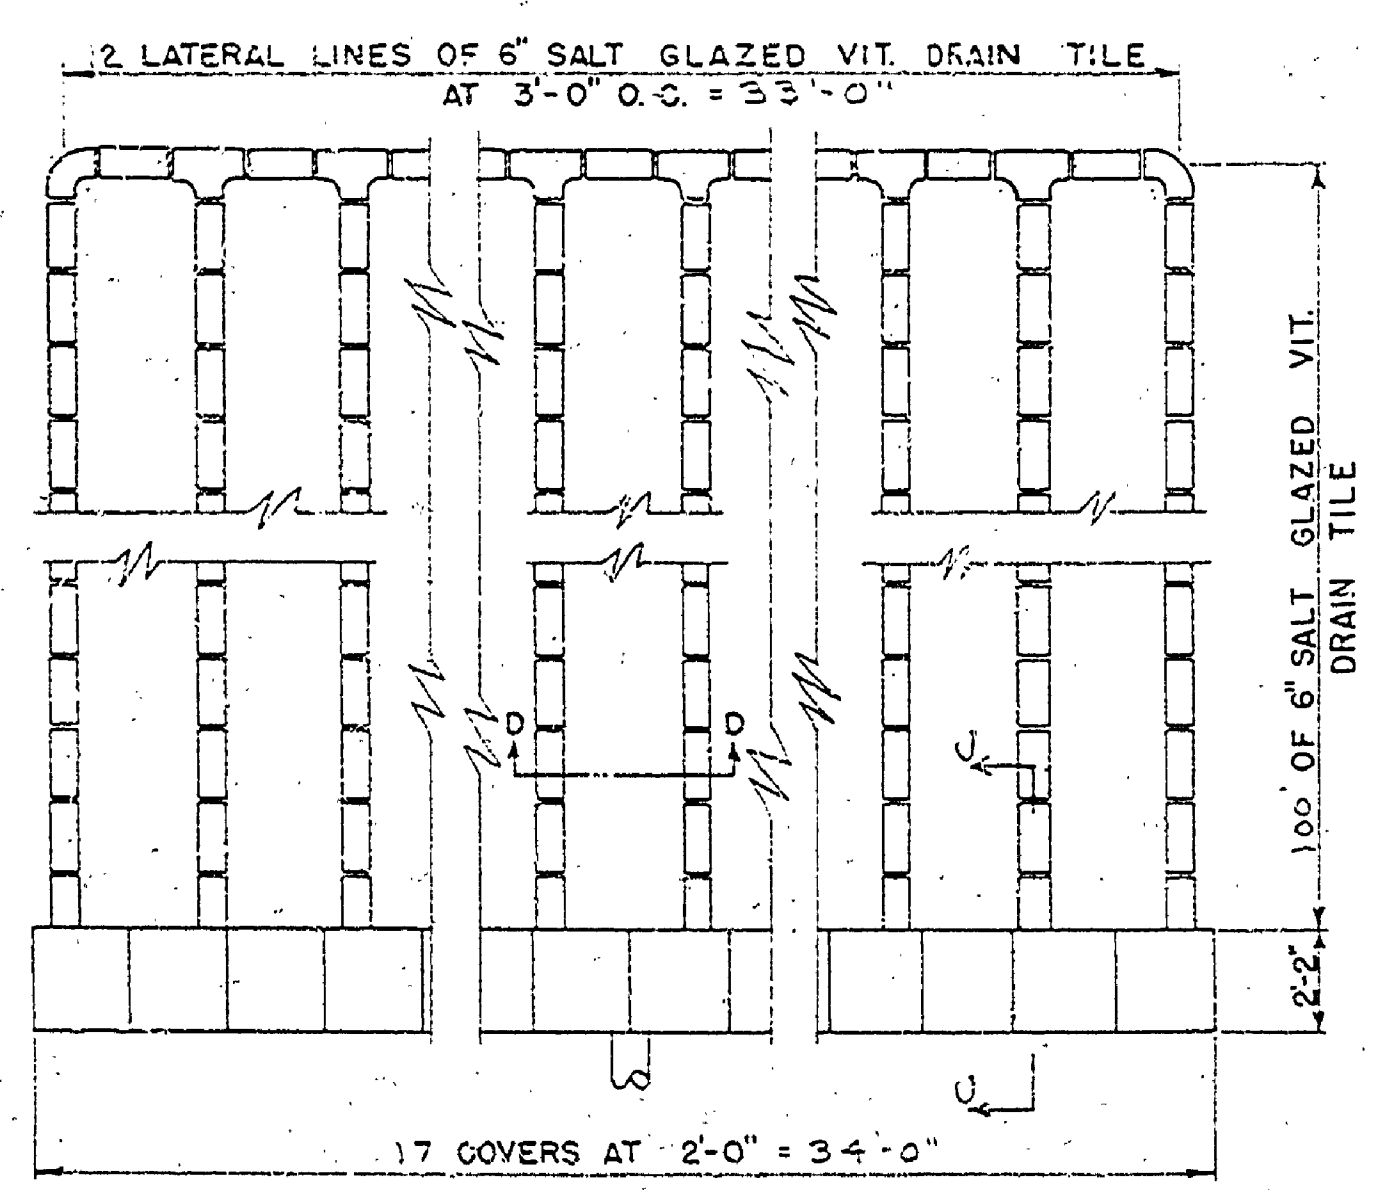 12 LATERAL LINES OF 6" SALT GLAZED VIT. DRAIN TILE
AT 3'-0" O.C. = 33'-0"
100' OF 6" SALT GLAZED VIT.
DRAIN TILE
D D
C
2'-2"
C
17 COVERS AT 2'-0" = 34'-0"